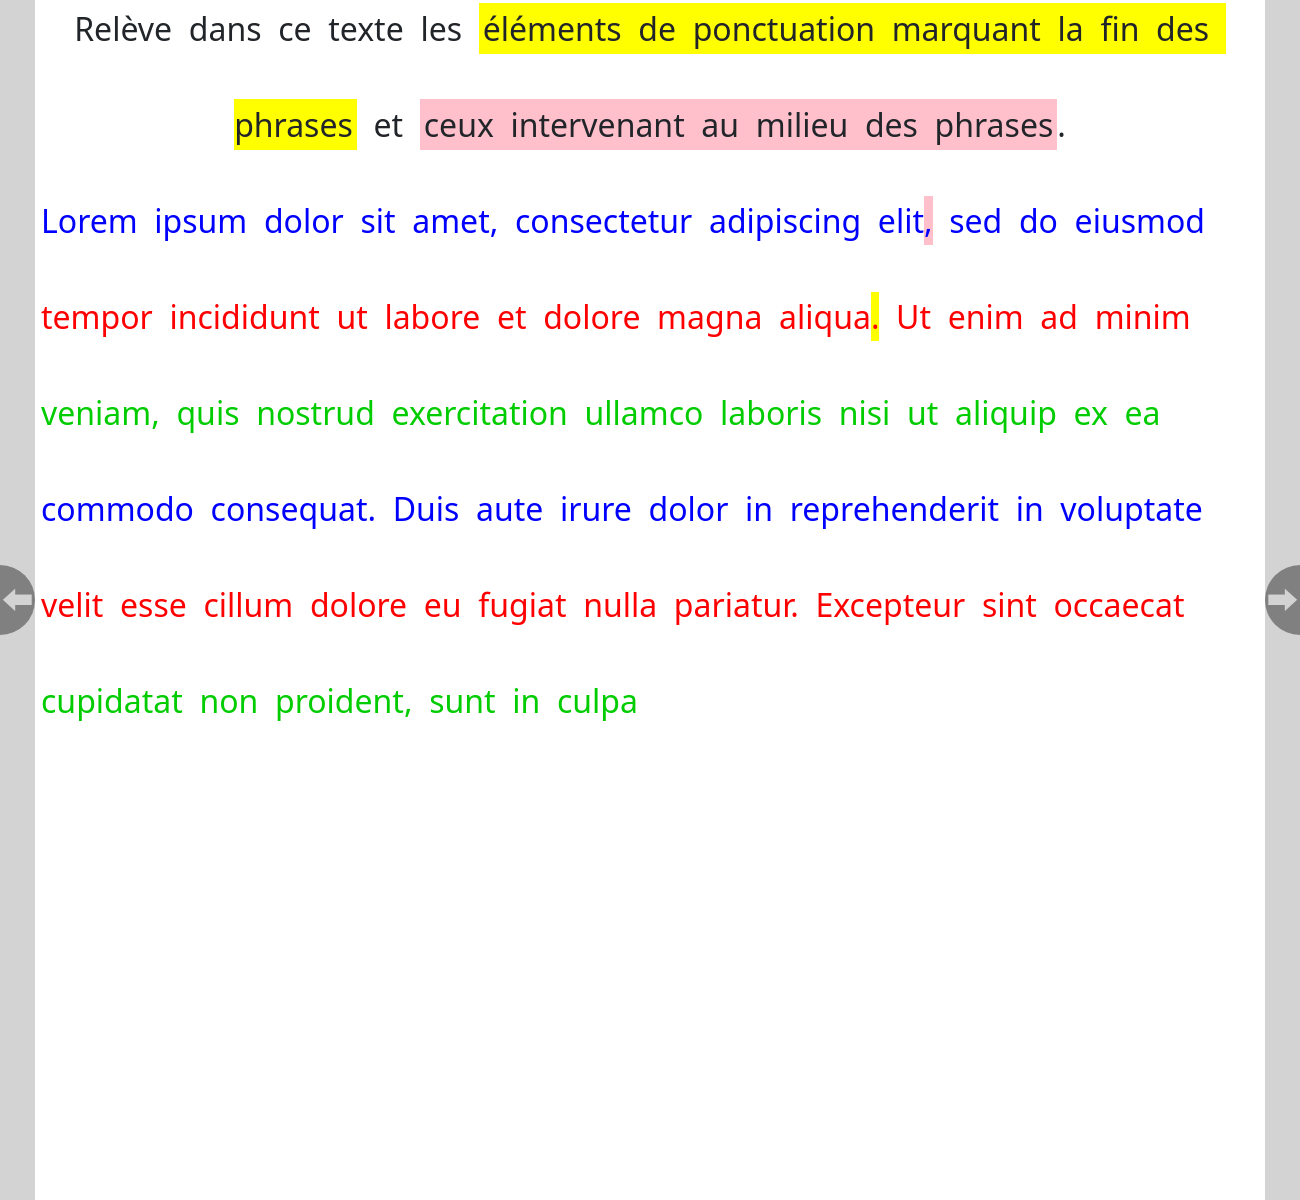 Relève dans ce texte les éléments de ponctuation marquant la fin des
phrases et ceux intervenant au milieu des phrases.
Lorem ipsum dolor sit amet, consectetur adipiscing elit, sed do eiusmod
tempor incididunt ut labore et dolore magna aliqua. Ut enim ad minim
veniam, quis nostrud exercitation ullamco laboris nisi ut aliquip ex ea
commodo consequat. Duis aute irure dolor in reprehenderit in voluptate
velit esse cillum dolore eu fugiat nulla pariatur. Excepteur sint occaecat
cupidatat non proident, sunt in culpa